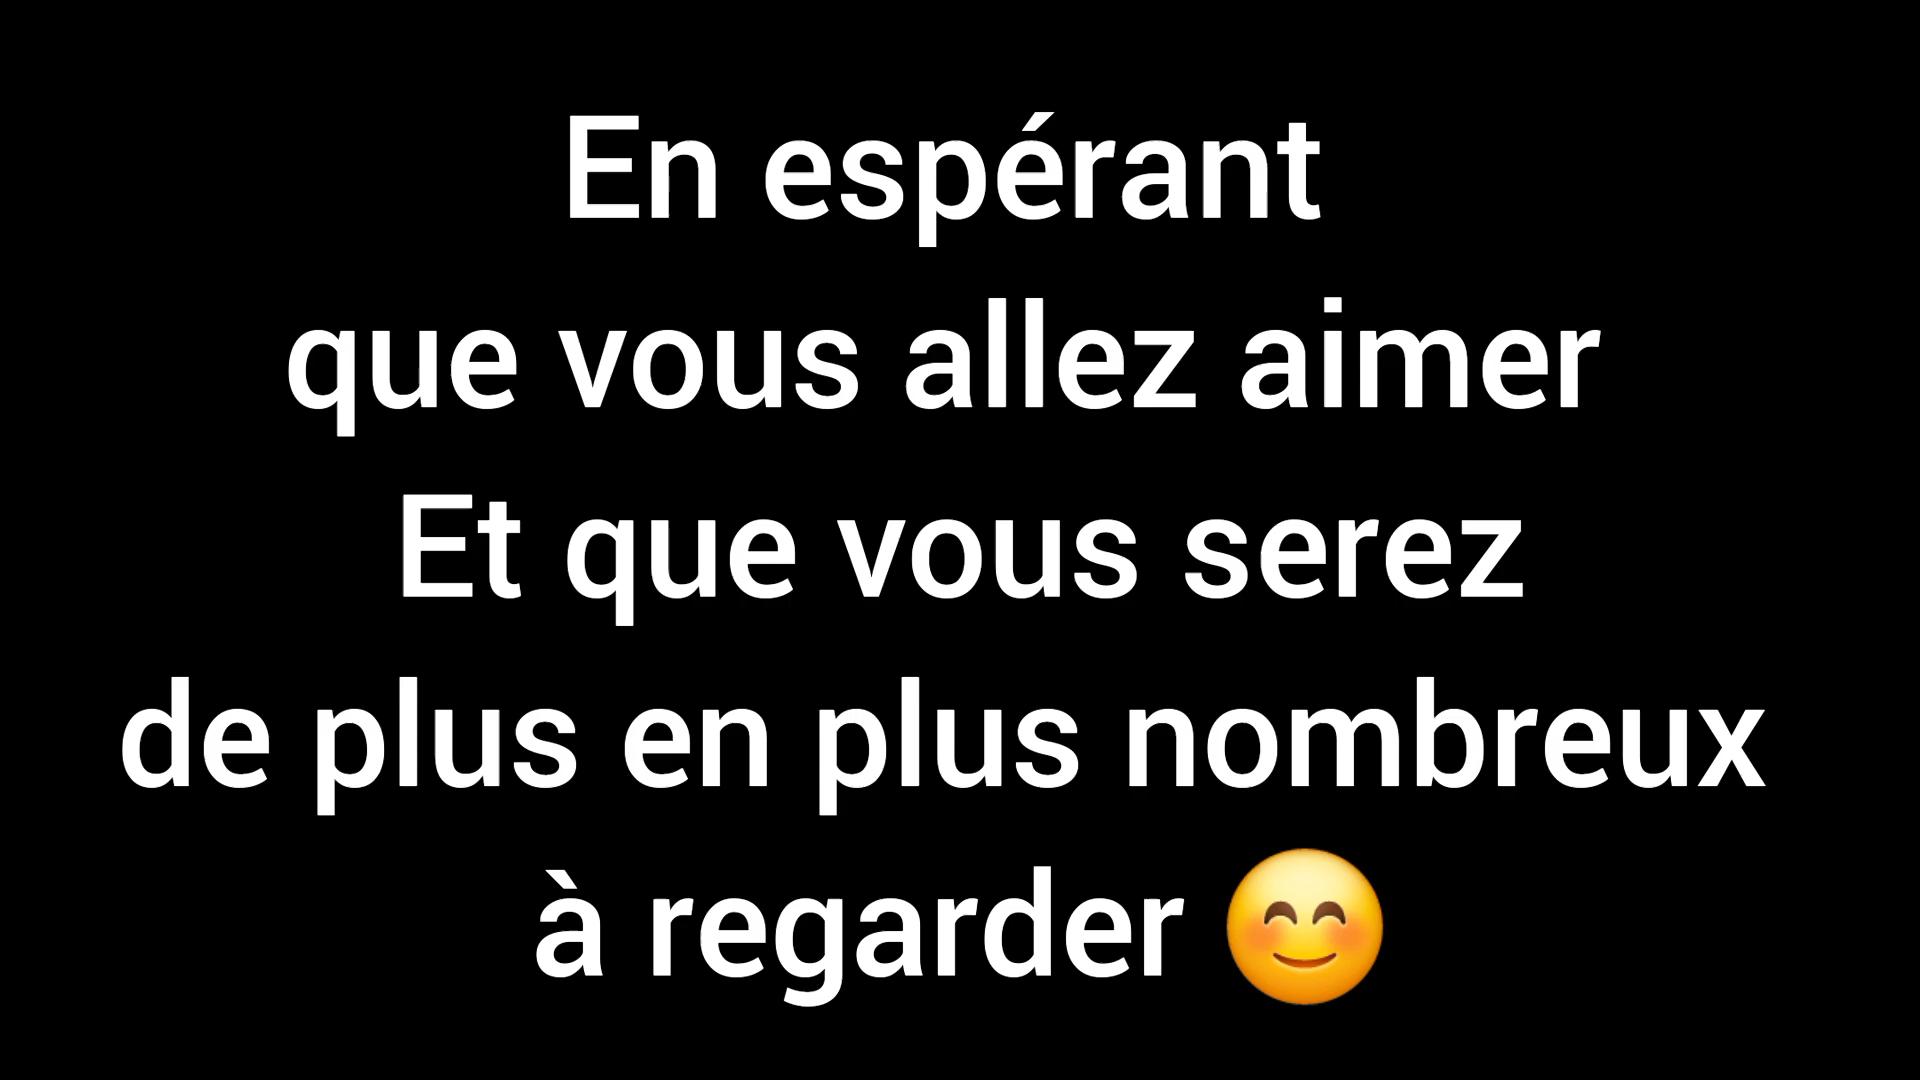 En espérant
que vous allez aimer
Et que vous serez
de plus en plus nombreux
à regarder 😊